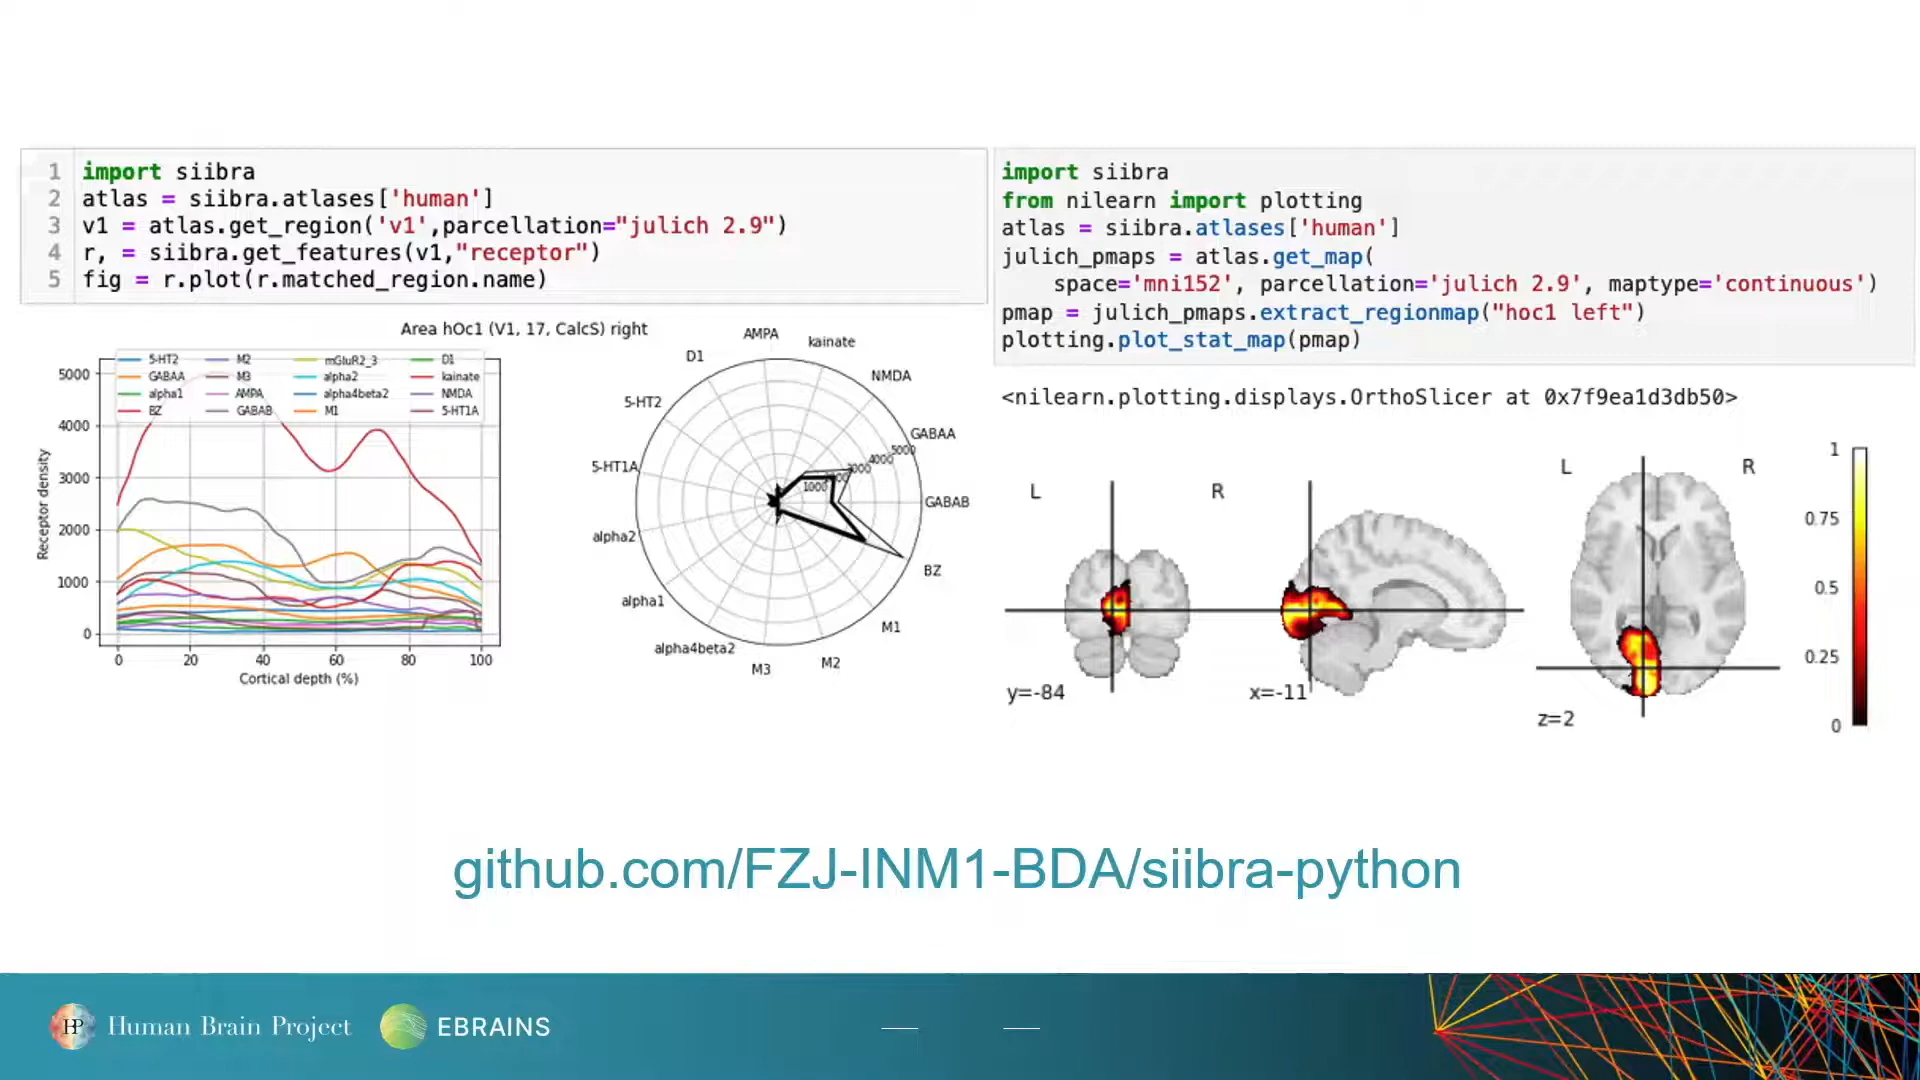 1 import siibra
2 atlas = siibra.atlases['human']
3 v1 = atlas.get_region('v1',parcellation="julich 2.9")
4 r, = siibra.get_features(v1,"receptor")
5 fig = r.plot(r.matched_region.name)
Area hOc1 (V1, 17, CalcS) right
5-HT2 M2 mGluR2_3 D1
GABAA M3 alpha2 kainate
alpha1 AMPA alpha4beta2 NMDA
BZ GABAB M1 5-HT1A
Receptor density
5000
4000
3000
2000
1000
0
0 20 40 60 80 100
Cortical depth (%)
AMPA
kainate
D1
NMDA
5-HT2
GABAA
5000
4000
5-HT1A
1000
GABAB
alpha2
BZ
alpha1
M1
alpha4beta2
M2
M3
import siibra
from nilearn import plotting
atlas = siibra.atlases['human']
julich_pmaps = atlas.get_map(
space='mni152', parcellation='julich 2.9', maptype='continuous')
pmap = julich_pmaps.extract_regionmap("hoc1 left")
plotting.plot_stat_map(pmap)
<nilearn.plotting.displays.OrthoSlicer at 0x7f9ea1d3db50>
L R
y=-84
x=-11
L R
z=2
1
0.75
0.5
0.25
0
github.com/FZJ-INM1-BDA/siibra-python
HP Human Brain Project
EBRAINS